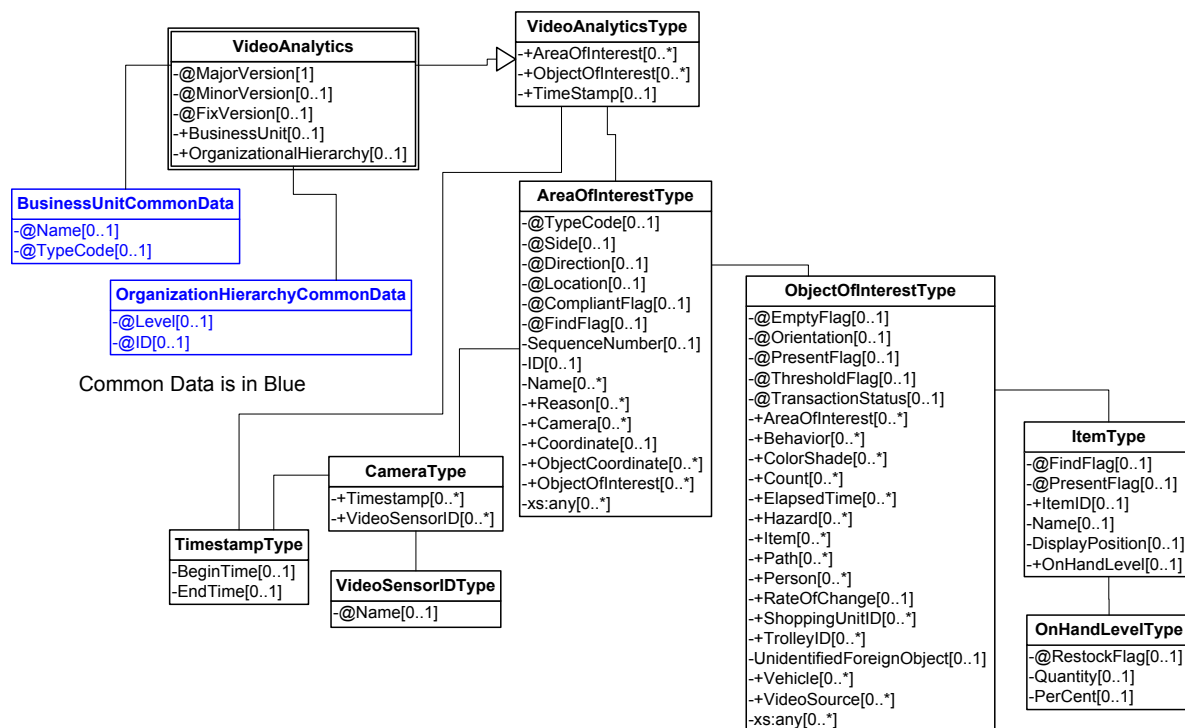 VideoAnalytics
-@MajorVersion[1]
-@MinorVersion[0..1]
-@FixVersion[0..1]
-+BusinessUnit[0..1]
-+OrganizationalHierarchy[0..1]
VideoAnalyticsType
-+AreaOfInterest[0..*]
-+ObjectOfInterest[0..*]
-+TimeStamp[0..1]
BusinessUnitCommonData
-@Name[0..1]
-@TypeCode[0..1]
OrganizationHierarchyCommonData
-@Level[0..1]
-@ID[0..1]
Common Data is in Blue
AreaOfInterestType
-@TypeCode[0..1]
-@Side[0..1]
-@Direction[0..1]
-@Location[0..1]
-@CompliantFlag[0..1]
-@FindFlag[0..1]
-SequenceNumber[0..1]
-ID[0..1]
-Name[0..*]
-+Reason[0..*]
-+Camera[0..*]
-+Coordinate[0..1]
-+ObjectCoordinate[0..*]
-+ObjectOfInterest[0..*]
-xs:any[0..*]
CameraType
-+Timestamp[0..*]
-+VideoSensorID[0..*]
TimestampType
-BeginTime[0..1]
-EndTime[0..1]
VideoSensorIDType
-@Name[0..1]
ObjectOfInterestType
-@EmptyFlag[0..1]
-@Orientation[0..1]
-@PresentFlag[0..1]
-@ThresholdFlag[0..1]
-@TransactionStatus[0..1]
-+AreaOfInterest[0..*]
-+Behavior[0..*]
-+ColorShade[0..*]
-+Count[0..*]
-+ElapsedTime[0..*]
-+Hazard[0..*]
-+Item[0..*]
-+Path[0..*]
-+Person[0..*]
-+RateOfChange[0..1]
-+ShoppingUnitID[0..*]
-+TrolleyID[0..*]
-UnidentifiedForeignObject[0..1]
-+Vehicle[0..*]
-+VideoSource[0..*]
-xs:any[0..*]
ItemType
-@FindFlag[0..1]
-@PresentFlag[0..1]
-+ItemID[0..1]
-Name[0..1]
-DisplayPosition[0..1]
-+OnHandLevel[0..1]
OnHandLevelType
-@RestockFlag[0..1]
-Quantity[0..1]
-PerCent[0..1]